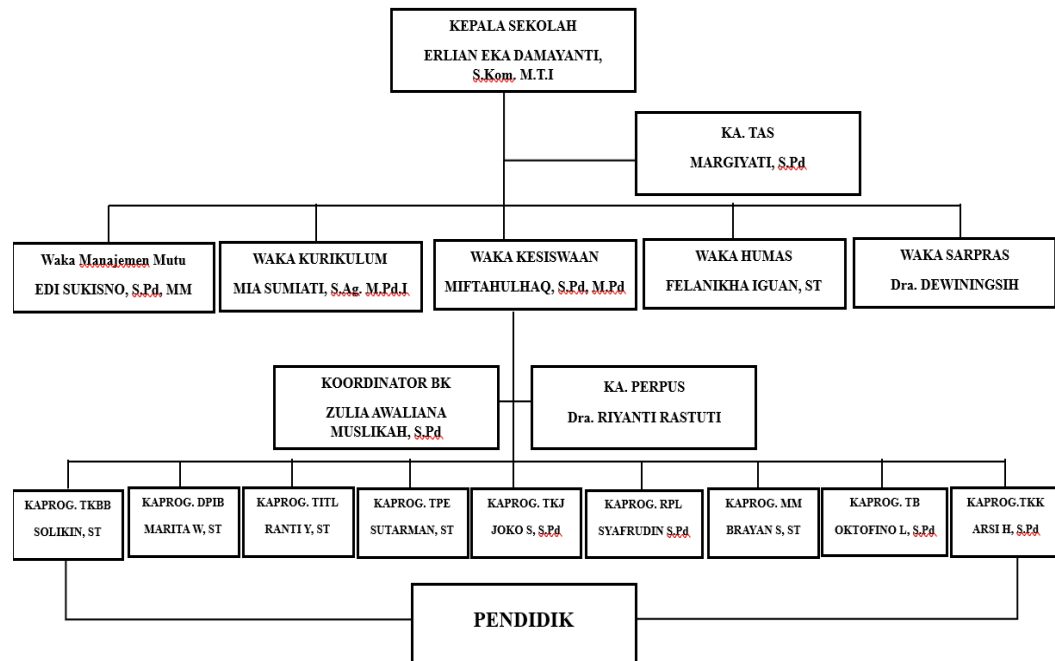 KEPALA SEKOLAH
ERLIAN EKA DAMAYANTI,
S.Kom. M.T.I
KA. TAS
MARGIYATI, S.Pd
Waka Manajemen Mutu
EDI SUKISNO, S.Pd, MM
WAKA KURIKULUM
MIA SUMIATI, S.Ag. M.Pd.I
WAKA KESISWAAN
MIFTAHULHAQ, S.Pd, M.Pd
WAKA HUMAS
FELANIKHA IGUAN, ST
WAKA SARPRAS
Dra. DEWININGSIH
KOORDINATOR BK
ZULIA AWALIANA
MUSLIKAH, S.Pd
KA. PERPUS
Dra. RIYANTI RASTUTI
KAPROG. TKBB
SOLIKIN, ST
KAPROG. DPIB
MARITA W, ST
KAPROG. TITL
RANTI Y, ST
KAPROG. TPE
SUTARMAN, ST
KAPROG. TKJ
JOKO S, S.Pd
KAPROG. RPL
SYAFRUDIN S.Pd
KAPROG. MM
BRAYAN S, ST
KAPROG. TB
OKTOFINO L, S.Pd
KAPROG.TKK
ARSI H, S.Pd
PENDIDIK